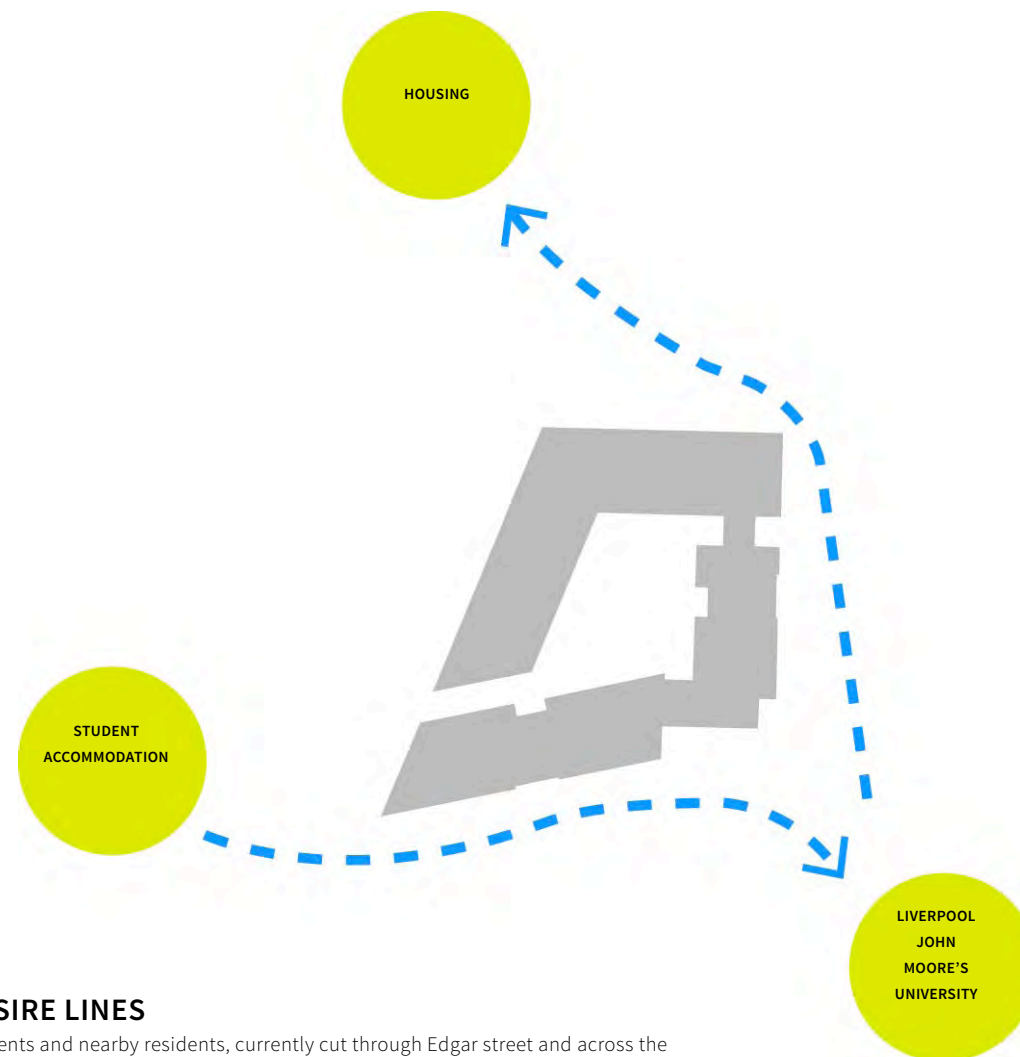 HOUSING
STUDENT
ACCOMMODATION
LIVERPOOL
JOHN
MOORE'S
UNIVERSITY
SIRE LINES
ents and nearby residents, currently cut through Edgar street and across the